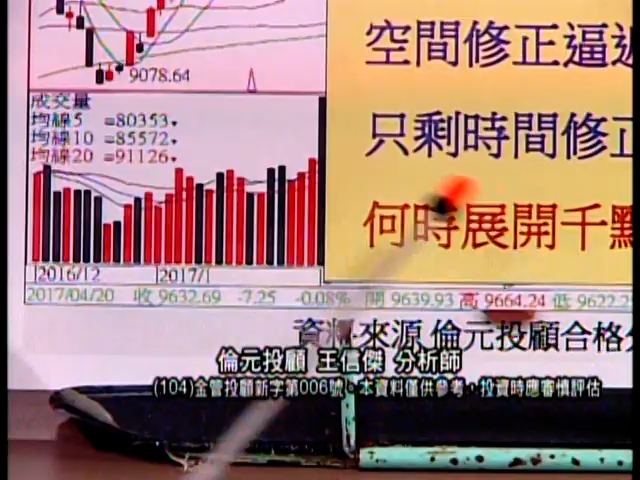 空間修正逼近
9078.64
成交量
均線5 =80353
均線10 =85572
均線20 =91126
只剩時間修正
何時展開千點
2016/12 2017/1
2017/04/20 收 9632.69 -7.25 -0.08% 開 9639.93 高 9664.24 低 9622.2
資料來源 倫元投顧合格分
倫元投顧 王信傑 分析師
(104)金管投顧新字第006號。本資料僅供參考，投資時應審慎評估